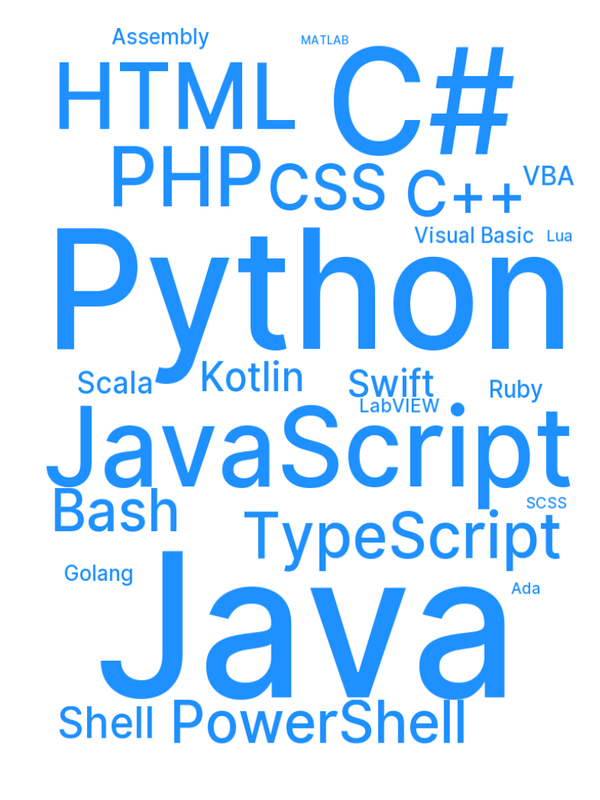 Assembly
MATLAB
HTML
C#
PHP
CSS
C++
VBA
Visual Basic
Lua
Python
Scala
Kotlin
Swift
Ruby
LabVIEW
JavaScript
Bash
SCSS
TypeScript
Golang
Ada
Java
Shell
PowerShell